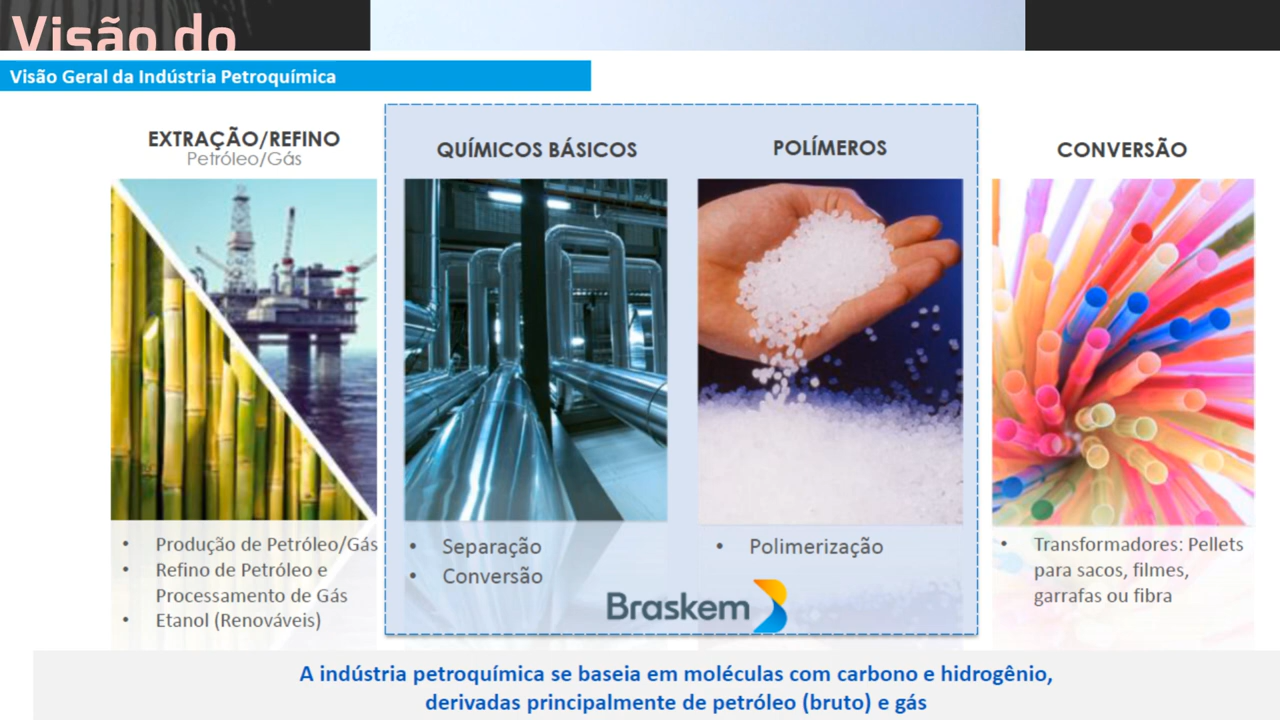 Visão do
Visão Geral da Indústria Petroquímica
EXTRAÇÃO/REFINO
Petróleo/Gás
QUÍMICOS BÁSICOS
POLÍMEROS
CONVERSÃO
• Produção de Petróleo/Gás
• Refino de Petróleo e
Processamento de Gás
• Etanol (Renováveis)
• Separação
• Conversão
• Polimerização
Braskem
• Transformadores: Pellets
para sacos, filmes,
garrafas ou fibra
A indústria petroquímica se baseia em moléculas com carbono e hidrogênio,
derivadas principalmente de petróleo (bruto) e gás